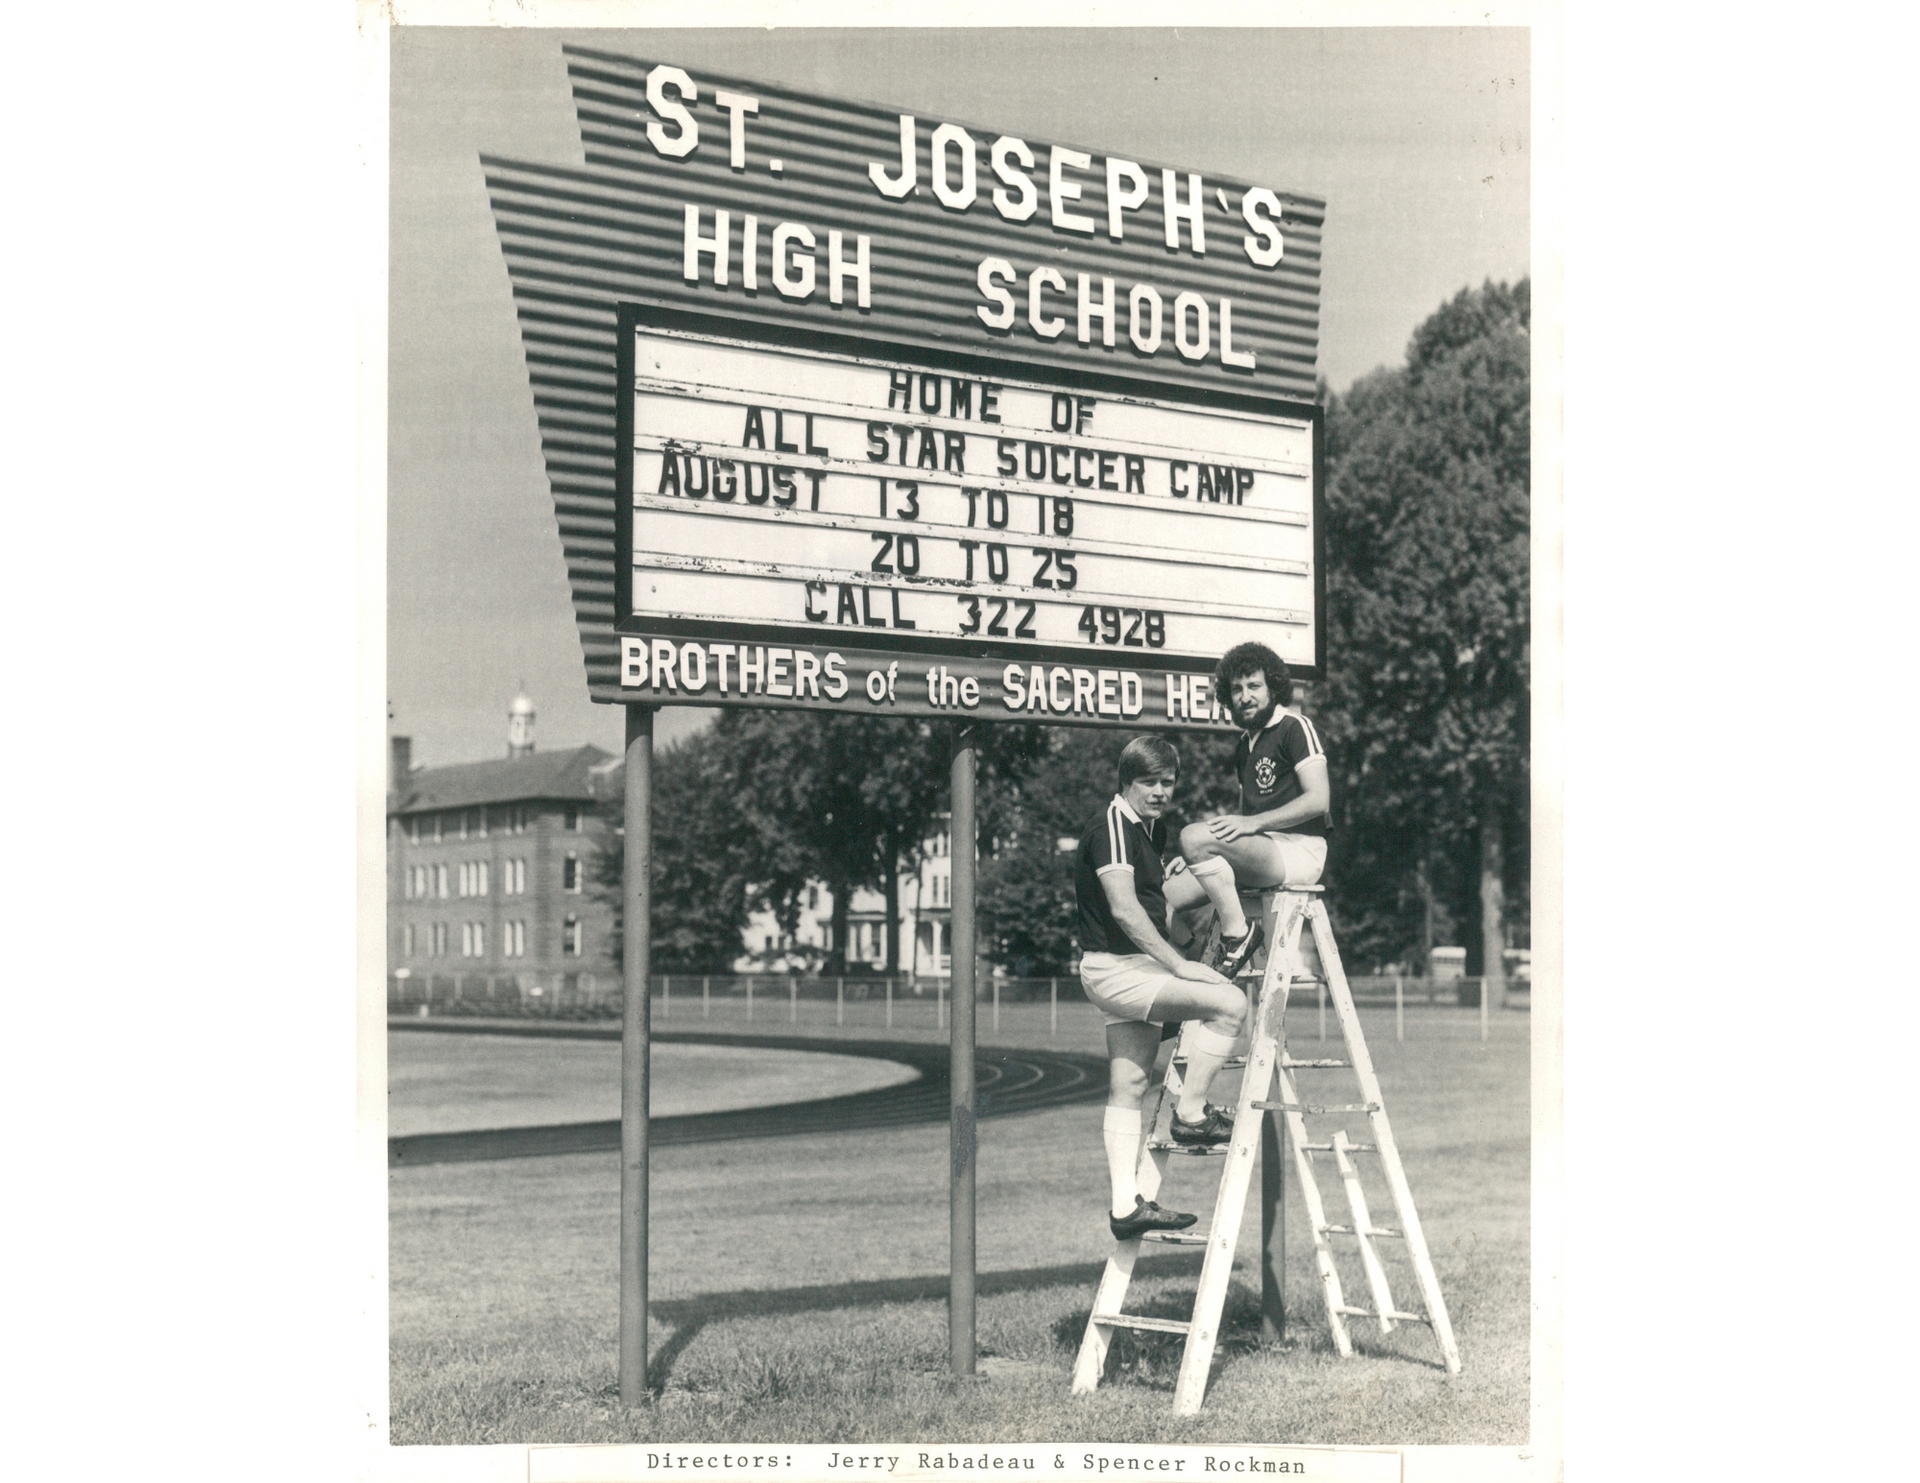 ST. JOSEPH'S
HIGH SCHOOL
HOME OF
ALL STAR SOCCER CAMP
AUGUST 13 TO 18
20 TO 25
CALL 322 4928
BROTHERS of the SACRED HEA
Directors: Jerry Rabadeau & Spencer Rockman